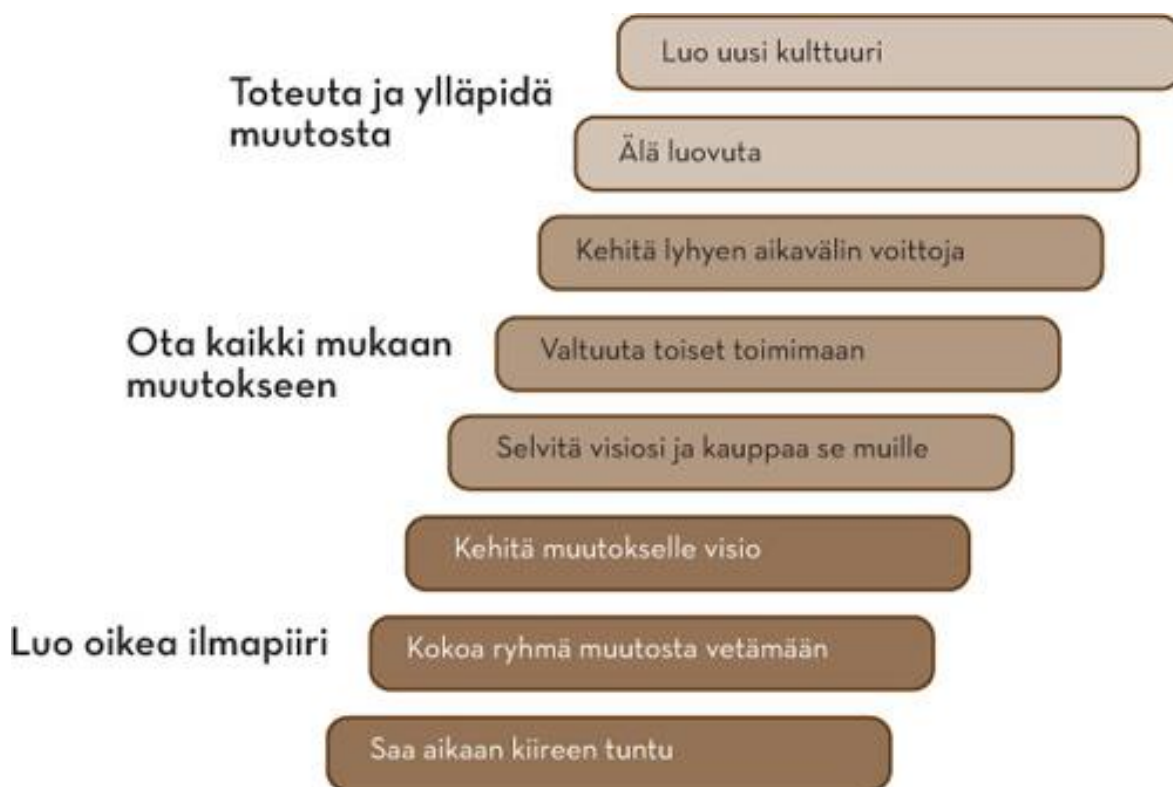 Luo uusi kulttuuri
Toteuta ja ylläpidä
muutosta
Älä luovuta
Kehitä lyhyen aikavälin voittoja
Ota kaikki mukaan
muutokseen
Valtuuta toiset toimimaan
Selvitä visiosi ja kauppaa se muille
Kehitä muutokselle visio
Luo oikea ilmapiiri
Kokoa ryhmä muutosta vetämään
Saa aikaan kiireen tuntu